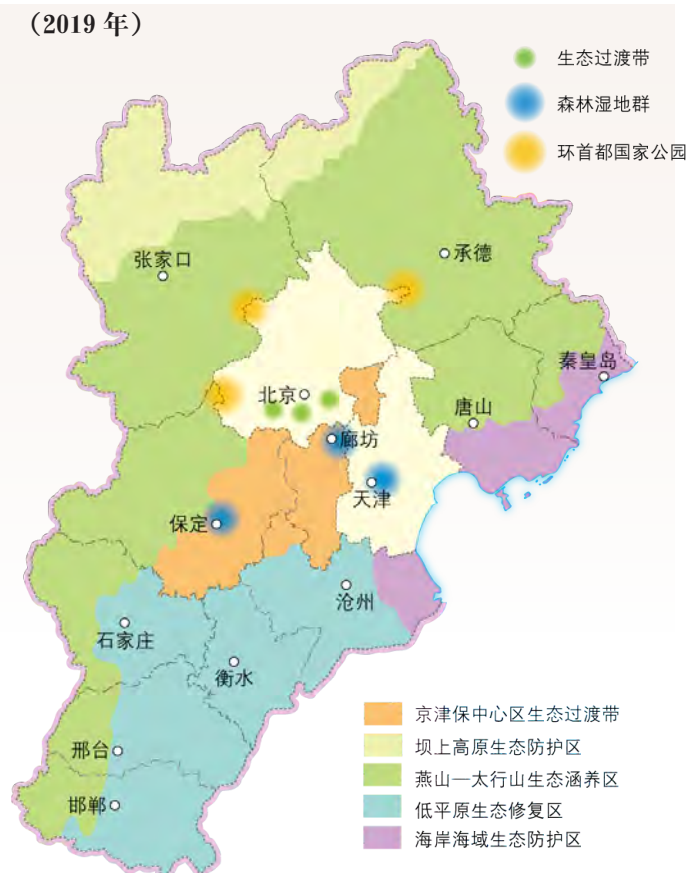 （2019 年）
生态过渡带
森林湿地群
环首都国家公园
张家口
承德
秦皇岛
北京
唐山
廊坊
天津
保定
沧州
石家庄
衡水
邢台
邯郸
京津保中心区生态过渡带
坝上高原生态防护区
燕山—太行山生态涵养区
低平原生态修复区
海岸海域生态防护区